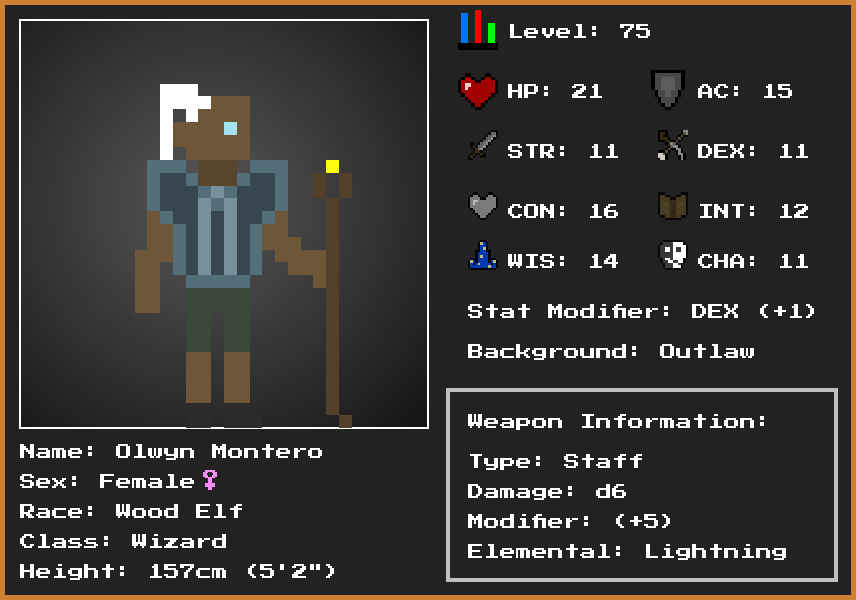 Level: 75
HP: 21
AC: 15
STR: 11
DEX: 11
CON: 16
INT: 12
WIS: 14
CHA: 11
Stat Modifier: DEX (+1)
Background: Outlaw
Weapon Information:
Type: Staff
Damage: d6
Modifier: (+5)
Elemental: Lightning
Name: Olwyn Montero
Sex: Female♀
Race: Wood Elf
Class: Wizard
Height: 157cm (5'2")